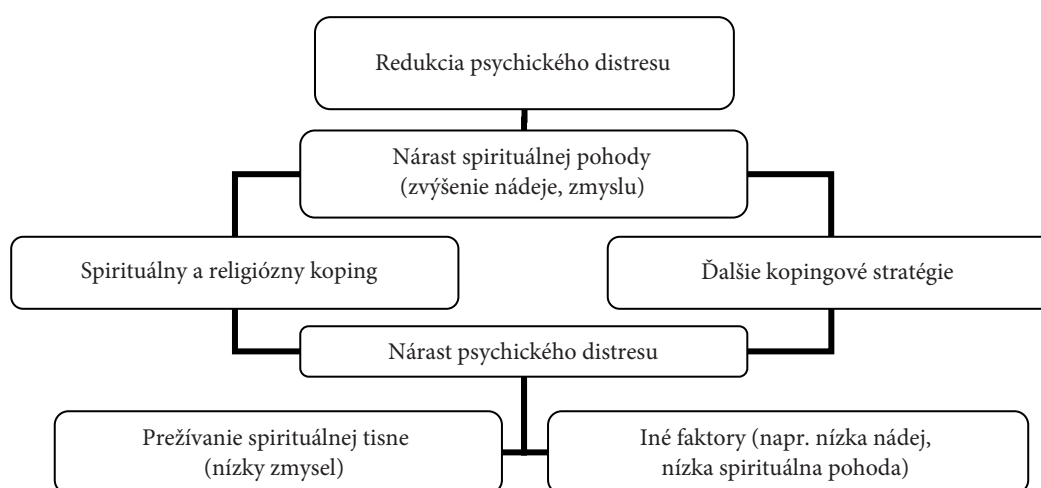 Redukcia psychického distresu
Nárast spirituálnej pohody
(zvýšenie nádeje, zmyslu)
Spirituálny a religiózny koping
Ďalšie kopingové stratégie
Nárast psychického distresu
Prežívanie spirituálnej tisne
(nízky zmysel)
Iné faktory (napr. nízka nádej,
nízka spirituálna pohoda)